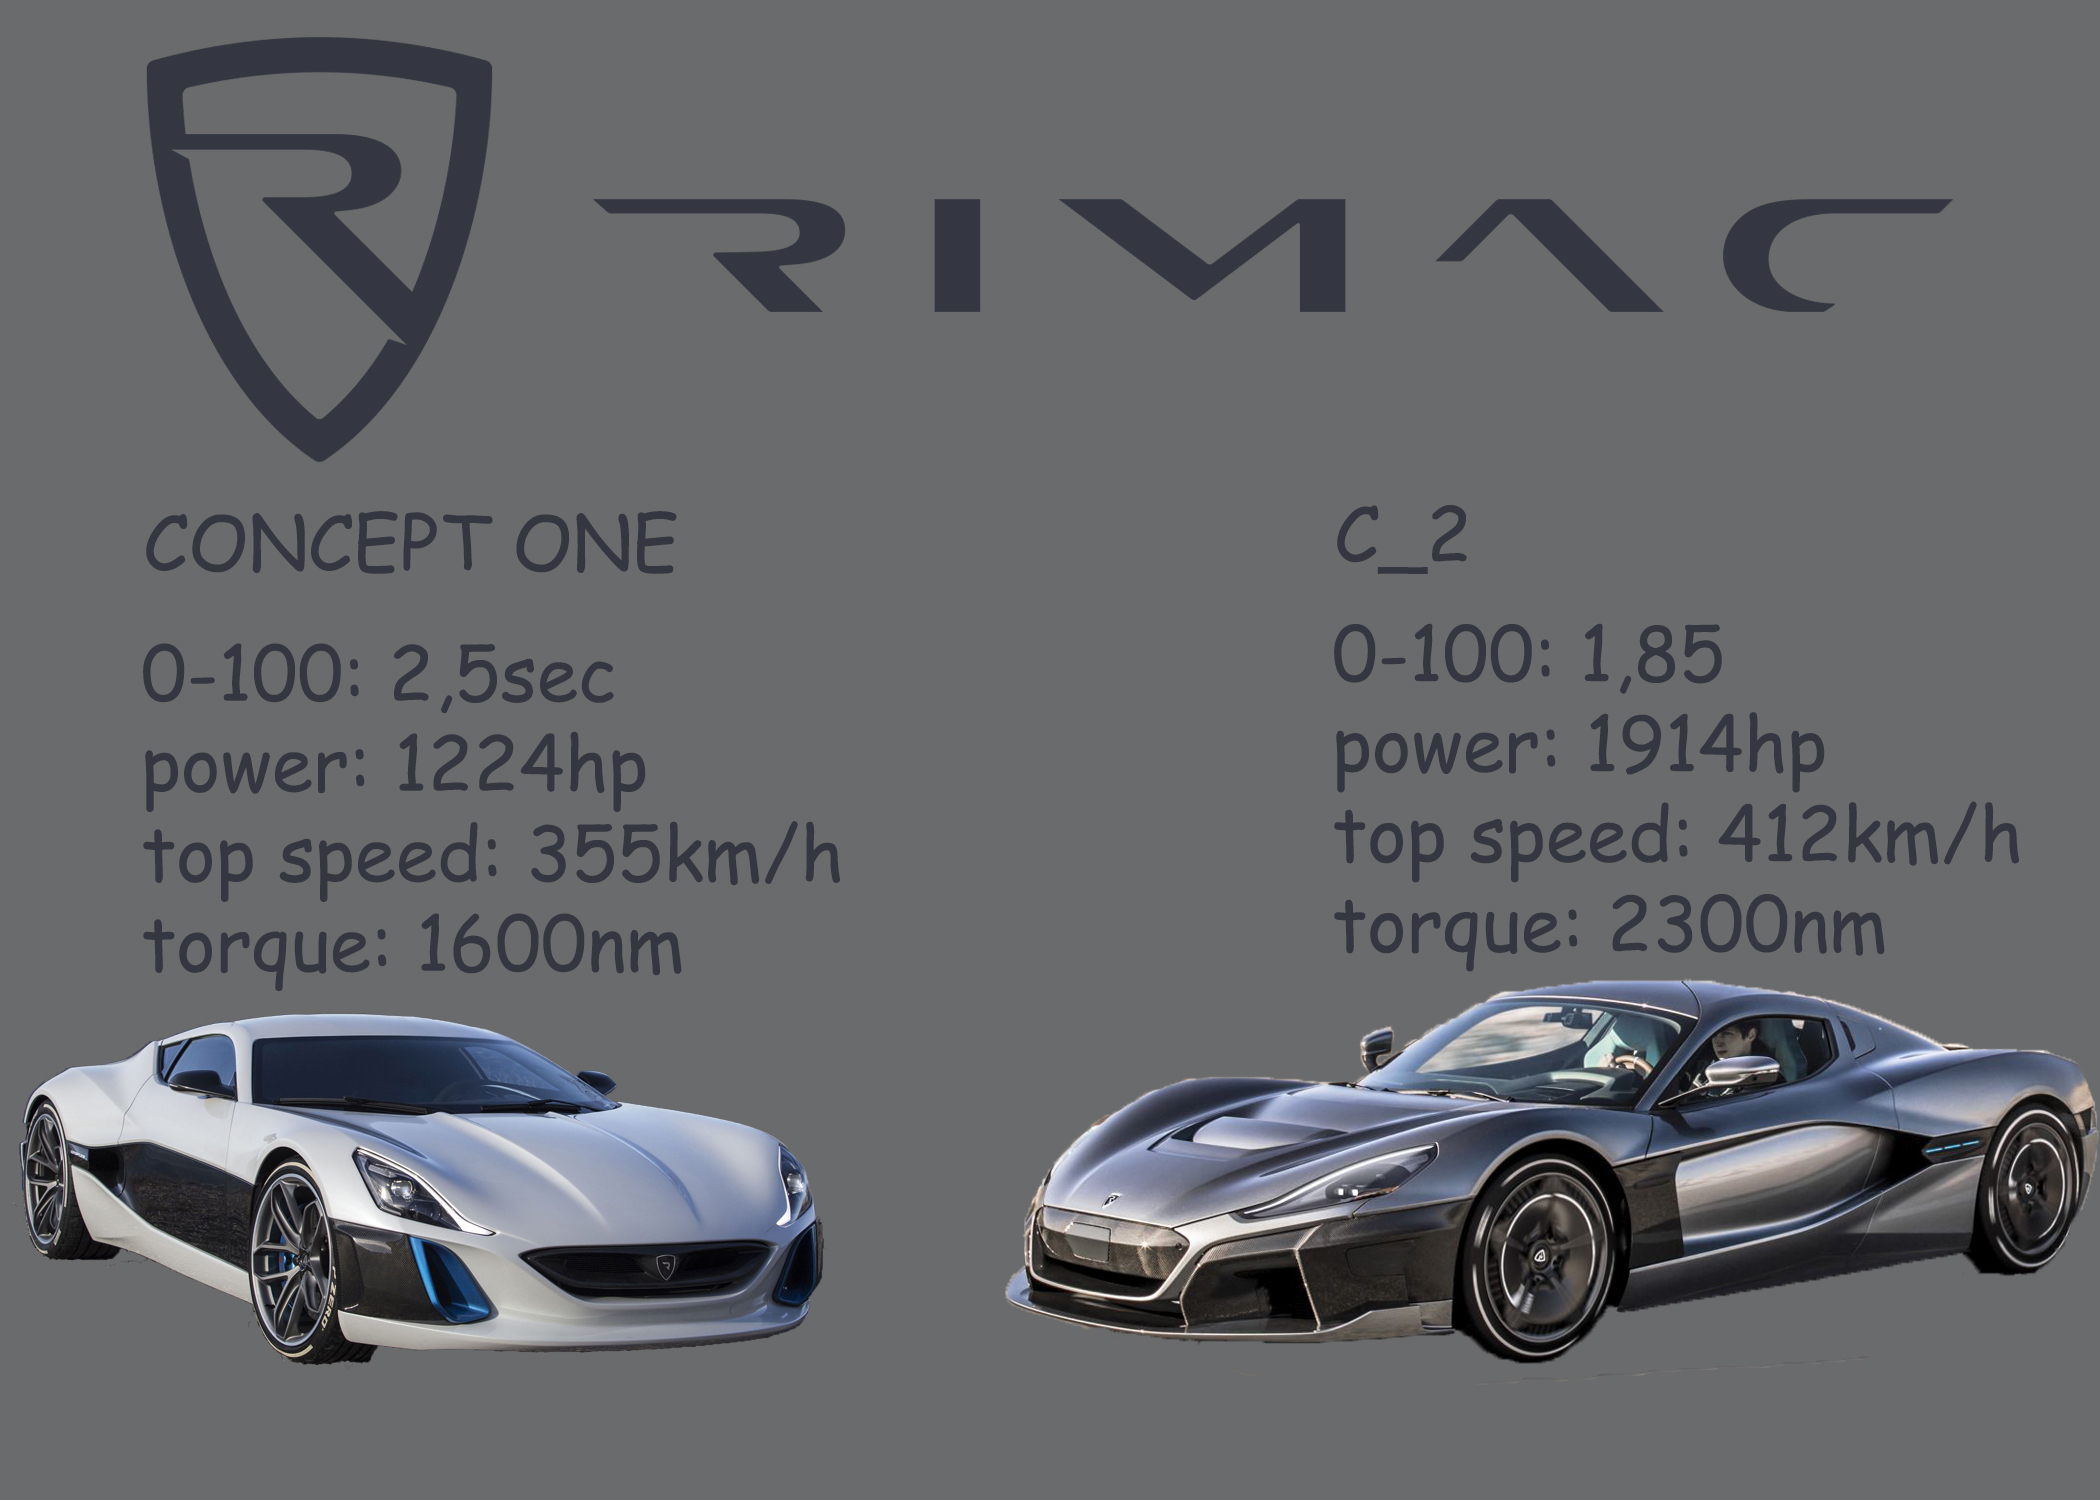 RIMAC
CONCEPT ONE
0-100: 2,5sec
power: 1224hp
top speed: 355km/h
torque: 1600nm
C_2
0-100: 1,85
power: 1914hp
top speed: 412km/h
torque: 2300nm
ZERO